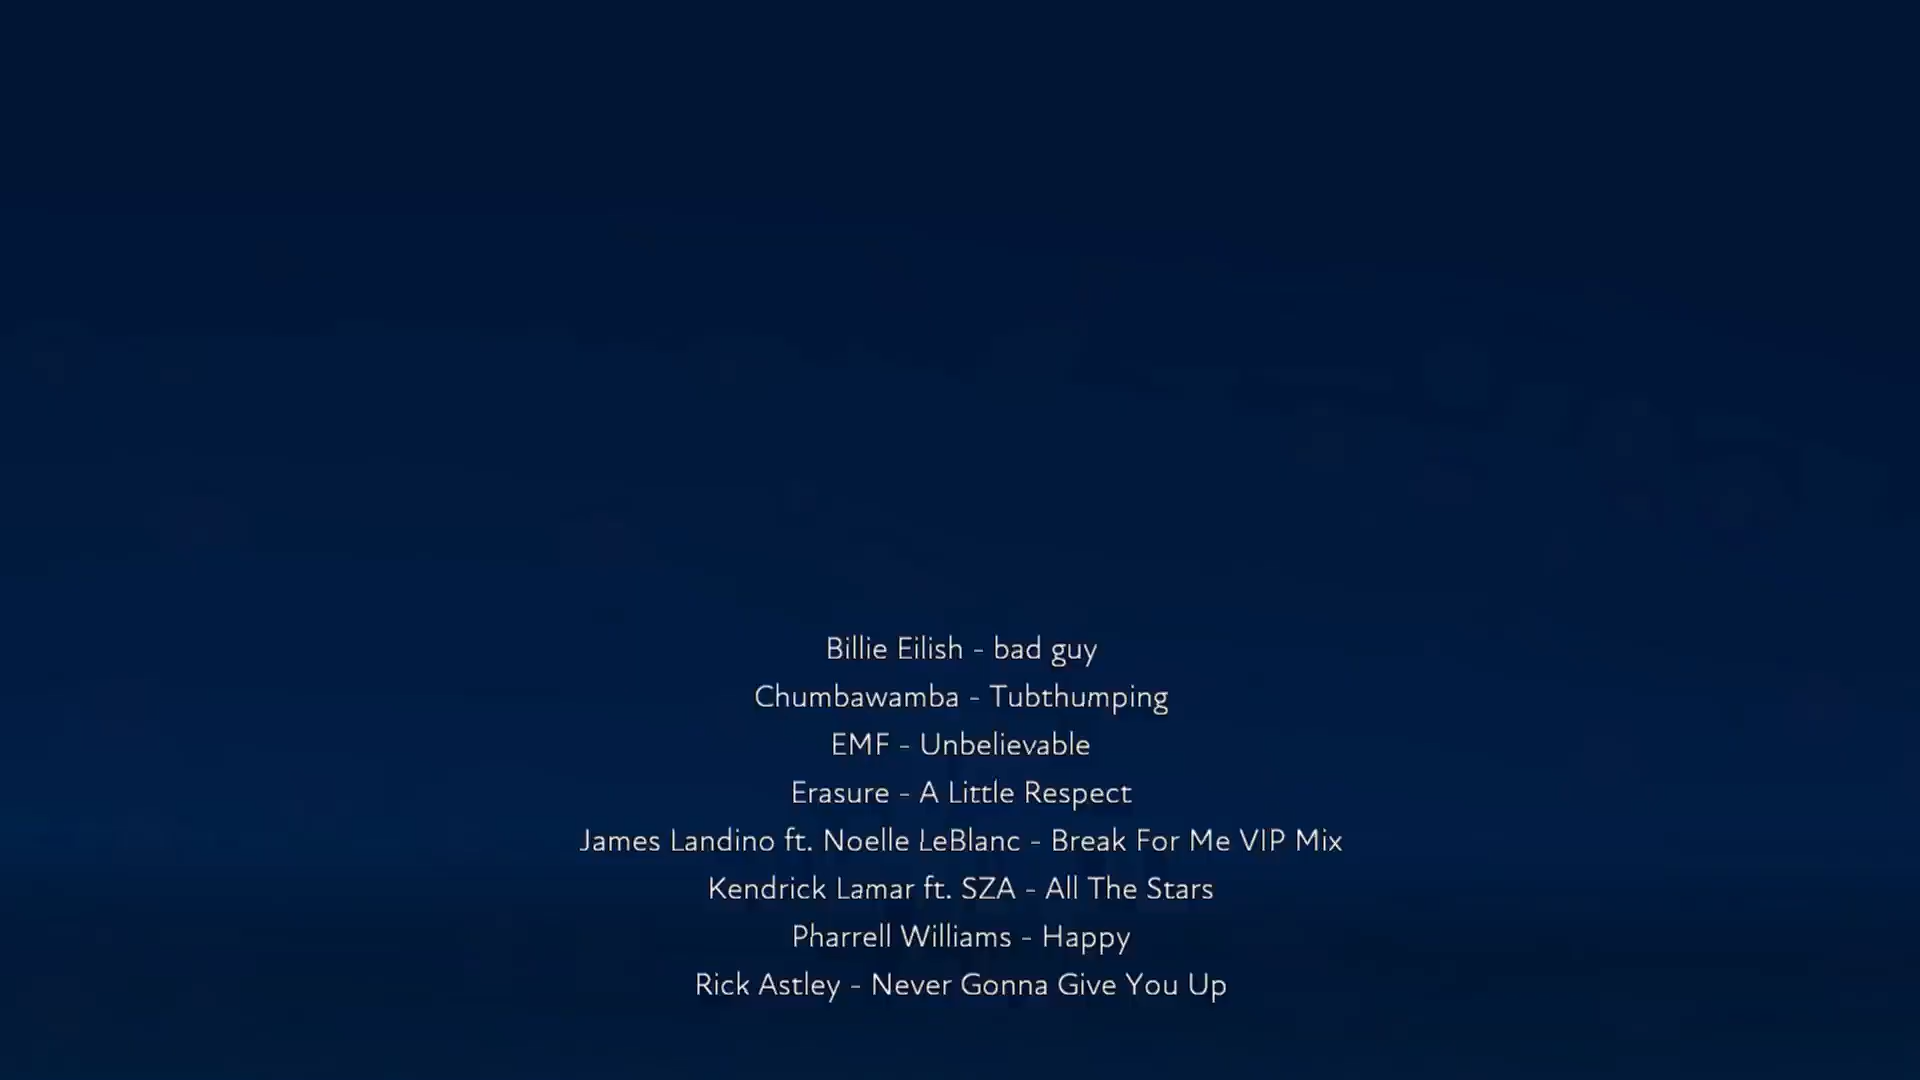 Billie Eilish - bad guy
Chumbawamba - Tubthumping
EMF - Unbelievable
Erasure - A Little Respect
James Landino ft. Noelle LeBlanc - Break For Me VIP Mix
Kendrick Lamar ft. SZA - All The Stars
Pharrell Williams - Happy
Rick Astley - Never Gonna Give You Up